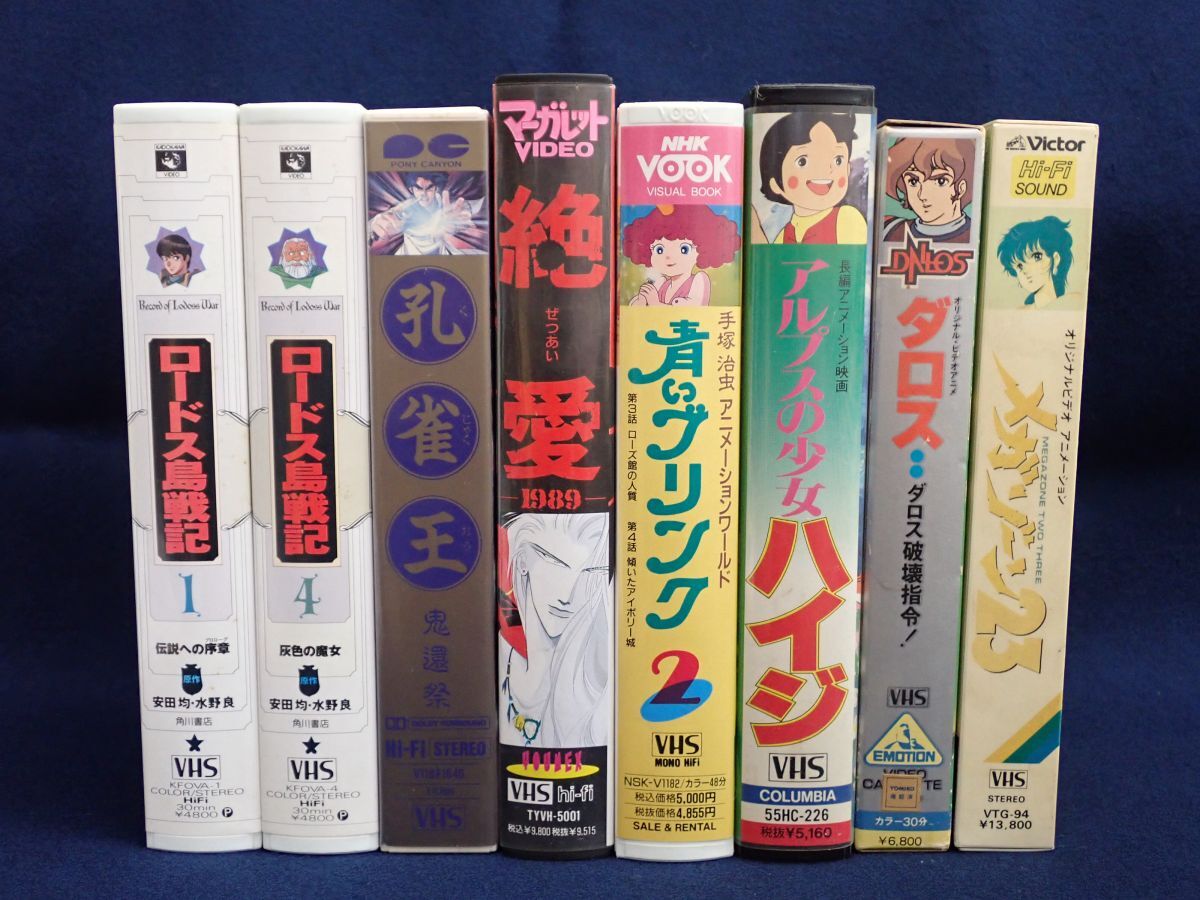 KADOKAWA
VIDEO
Record of Lodoss War
ロードス島戦記
1
プロローグ
伝説への序章
原作
安田 均・水野 良
角川書店
VHS
KFOVA-1
COLOR/STEREO
HiFi
30min
¥4800
P
KADOKAWA
VIDEO
Record of Lodoss War
ロードス島戦記
4
灰色の魔女
原作
安田 均・水野 良
角川書店
VHS
KFOVA-4
COLOR/STEREO
HiFi
30min
¥4800
P
PONY CANYON
孔雀王
く
じゃく
おう
鬼還祭
DOLBY SURROUND
Hi-Fi STEREO
VHS
マーガレット
VIDEO
絶愛
ぜつあい
1989
VHS hi-fi
TYVH-5001
税込¥9,800 税抜¥9,515
VOOK
NHK
VOOK
VISUAL BOOK
手塚 治虫 アニメーションワールド
青いブリンク
第3話 ローズ館の人質 第4話 傾いたアイボリー城
2
VHS
MONO HiFi
NSK-V1182/カラー48分
税込価格5,000円
税抜価格4,855円
SALE & RENTAL
長編アニメーション映画
アルプスの少女
ハイジ
VHS
COLUMBIA
55HC-226
税抜¥5,160
DALLOS
オリジナル・ビデオアニメ
ダロス
ダロス破壊指令!
VHS
EMOTION
VIDEO
カラー30分
¥6,800
Victor
Hi-Fi
SOUND
オリジナルビデオ アニメーション
メガゾーン23
MEGAZONE TWO THREE
VHS
STEREO
VTG-94
¥13,800